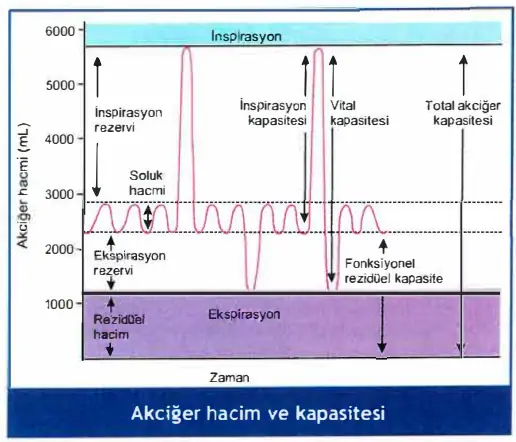 6000
İnspirasyon
5000
İnspirasyon
rezervi
İnspirasyon
kapasitesi
Vital
kapasitesi
Total akciğer
kapasitesi
4000
Soluk
hacmi
3000
Akciğer hacmi (mL)
2000
Ekspirasyon
rezervi
Fonksiyonel
rezidüel kapasite
1000
Rezidüel
hacim
Ekspirasyon
Zaman
Akciğer hacim ve kapasitesi